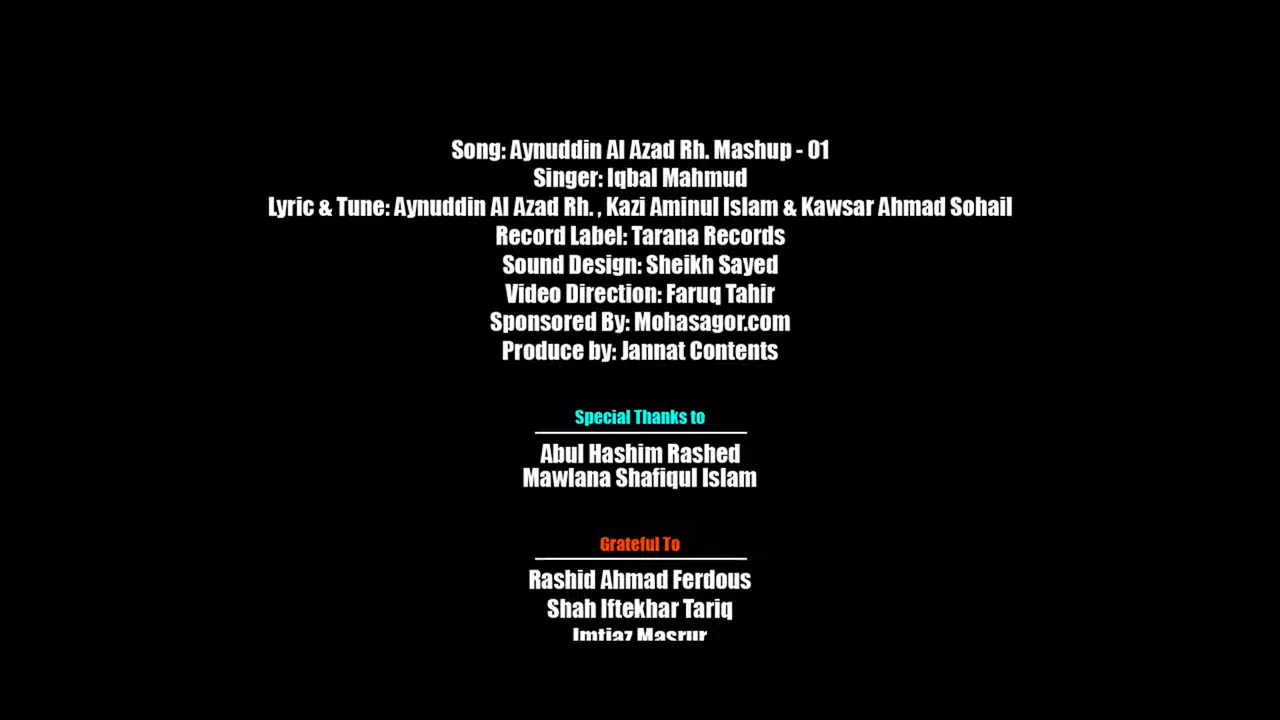 Song: Aynuddin Al Azad Rh. Mashup - 01
Singer: Iqbal Mahmud
Lyric & Tune: Aynuddin Al Azad Rh. , Kazi Aminul Islam & Kawsar Ahmad Sohail
Record Label: Tarana Records
Sound Design: Sheikh Sayed
Video Direction: Faruq Tahir
Sponsored By: Mohasagor.com
Produce by: Jannat Contents
Special Thanks to
Abul Hashim Rashed
Mawlana Shafiqul Islam
Grateful To
Rashid Ahmad Ferdous
Shah Iftekhar Tariq
Imtiaz Masrur